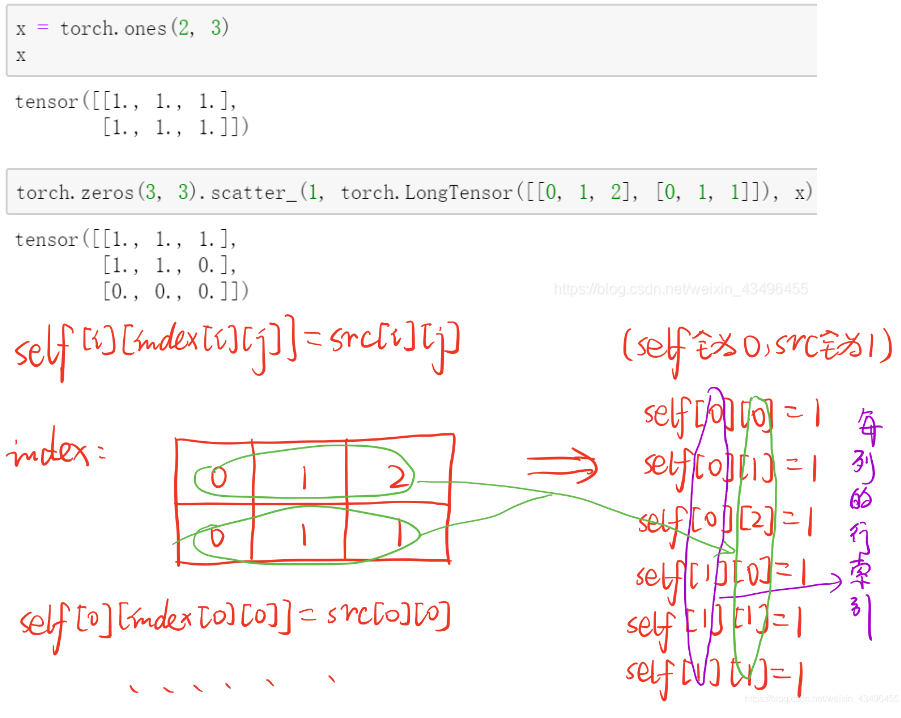 x = torch.ones(2, 3)
x
tensor([[1., 1., 1.],
[1., 1., 1.]])
torch.zeros(3, 3).scatter_(1, torch.LongTensor([[0, 1, 2], [0, 1, 1]]), x)
tensor([[1., 1., 1.],
[1., 1., 0.],
[0., 0., 0.]])
https://blog.csdn.net/weixin_43496455
self[i][index[i][j]]=src[i][j]
(self全为0,src全为1)
self[0][0]=1
self[0][1]=1
self[0][2]=1
self[1][0]=1
self[1][1]=1
self[1][1]=1
每列的行索引
index:
0 1 2
0 1 1
self[0][index[0][0]]=src[0][0]
、、、、、、
https://blog.csdn.net/weixin_43496455